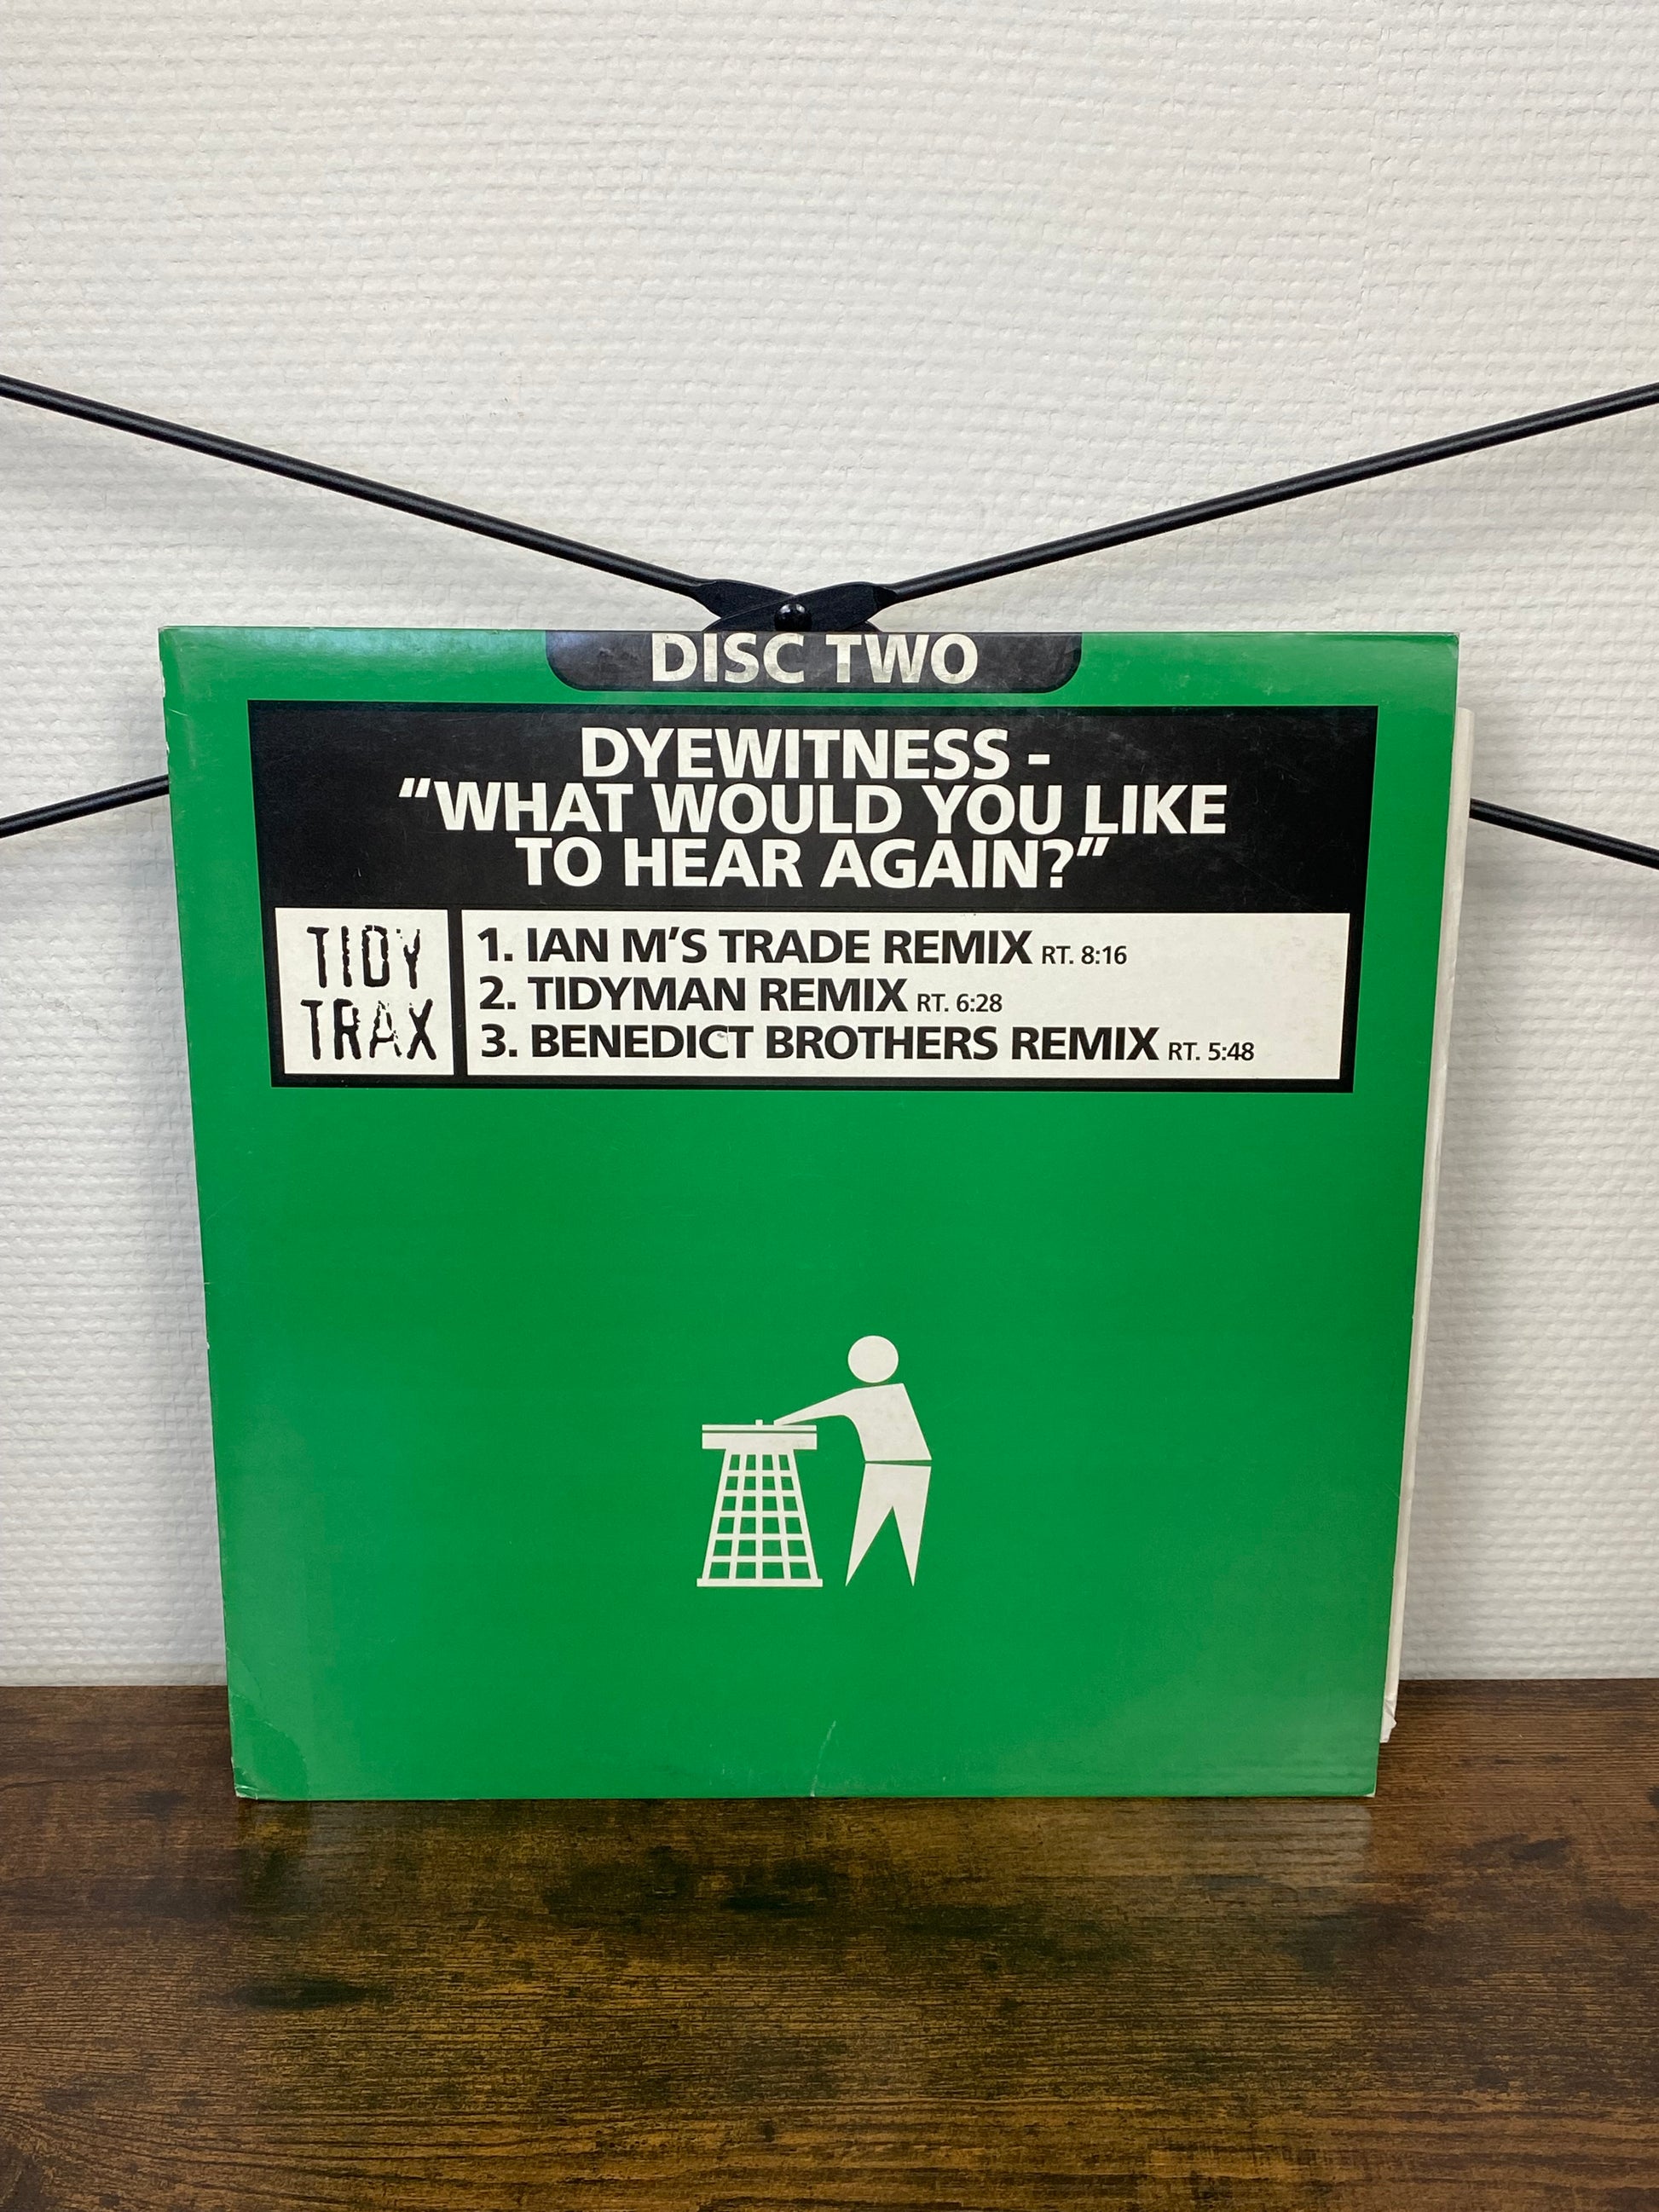 DISC TWO
DYEWITNESS -
“WHAT WOULD YOU LIKE
TO HEAR AGAIN?”
TIDY
TRAX
1. IAN M’S TRADE REMIX RT. 8:16
2. TIDYMAN REMIX RT. 6:28
3. BENEDICT BROTHERS REMIX RT. 5:48